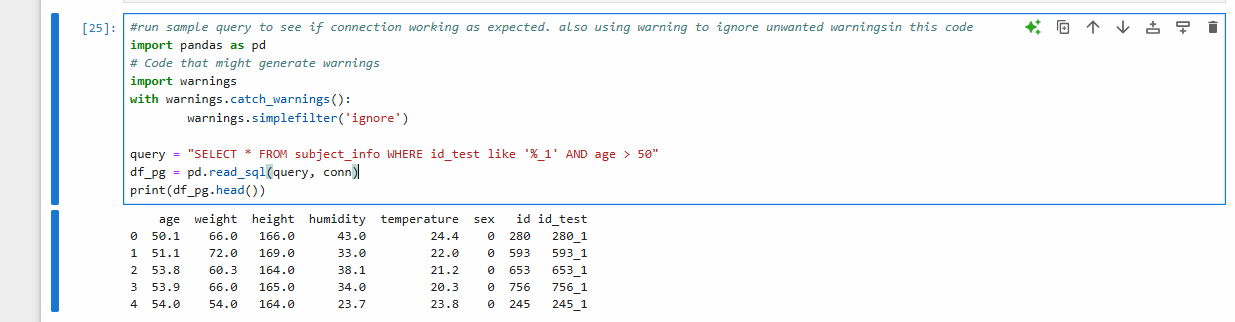 [25]: #run sample query to see if connection working as expected. also using warning to ignore unwanted warningsin this code
import pandas as pd
# Code that might generate warnings
import warnings
with warnings.catch_warnings():
        warnings.simplefilter('ignore')
query = "SELECT * FROM subject_info WHERE id_test like '%_1' AND age > 50"
df_pg = pd.read_sql(query, conn)
print(df_pg.head())
    age  weight  height  humidity  temperature  sex   id id_test
0  50.1    66.0   166.0      43.0         24.4    0  280   280_1
1  51.1    72.0   169.0      33.0         22.0    0  593   593_1
2  53.8    60.3   164.0      38.1         21.2    0  653   653_1
3  53.9    66.0   165.0      34.0         20.3    0  756   756_1
4  54.0    54.0   164.0      23.7         23.8    0  245   245_1